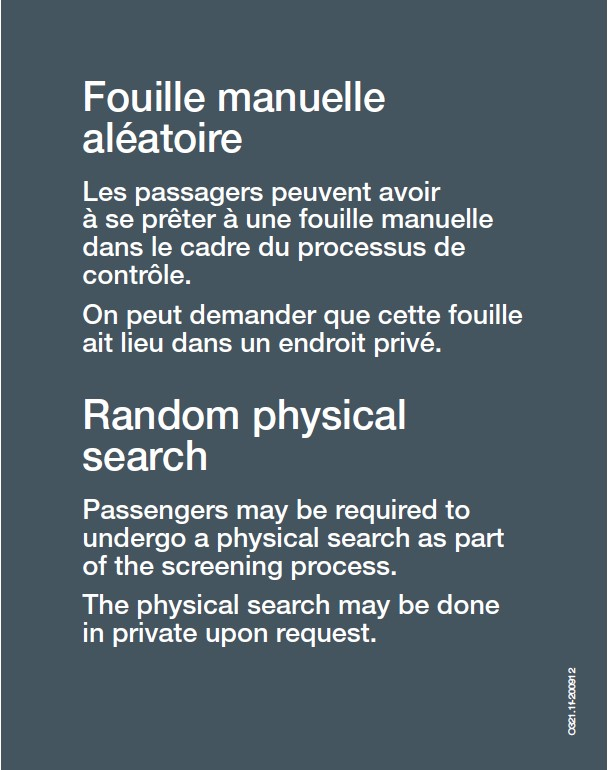 Fouille manuelle
aléatoire
Les passagers peuvent avoir
à se prêter à une fouille manuelle
dans le cadre du processus de
contrôle.
On peut demander que cette fouille
ait lieu dans un endroit privé.
Random physical
search
Passengers may be required to
undergo a physical search as part
of the screening process.
The physical search may be done
in private upon request.
C321.1f-200912